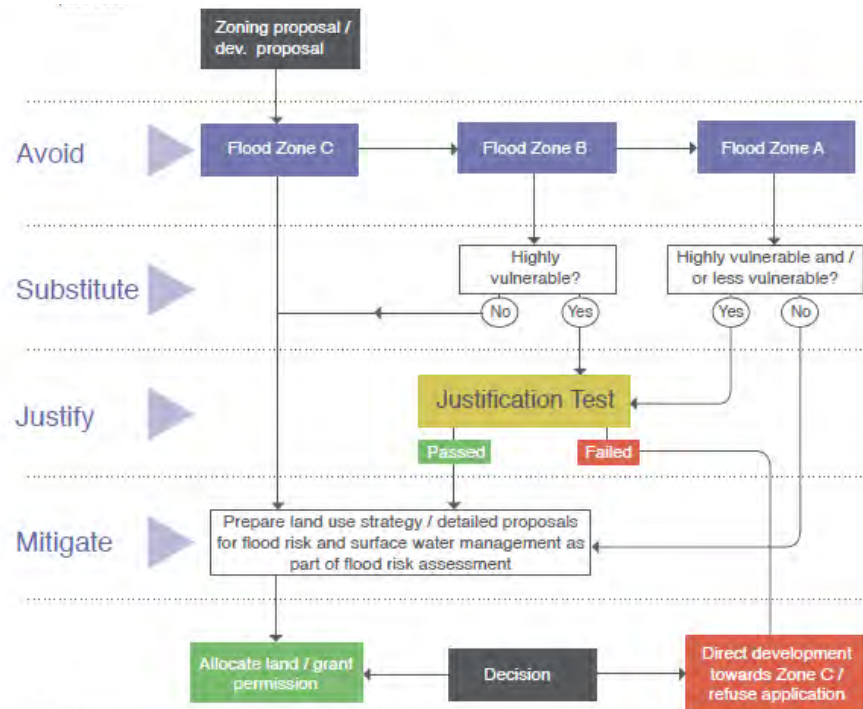 Zoning proposal /
dev. proposal
Avoid
Flood Zone C
Flood Zone B
Flood Zone A
Substitute
Highly
vulnerable?
Highly vulnerable and /
or less vulnerable?
No
Yes
Yes
No
Justify
Justification Test
Passed
Failed
Mitigate
Prepare land use strategy / detailed proposals
for flood risk and surface water management as
part of flood risk assessment
Allocate land / grant
permission
Decision
Direct development
towards Zone C /
refuse application